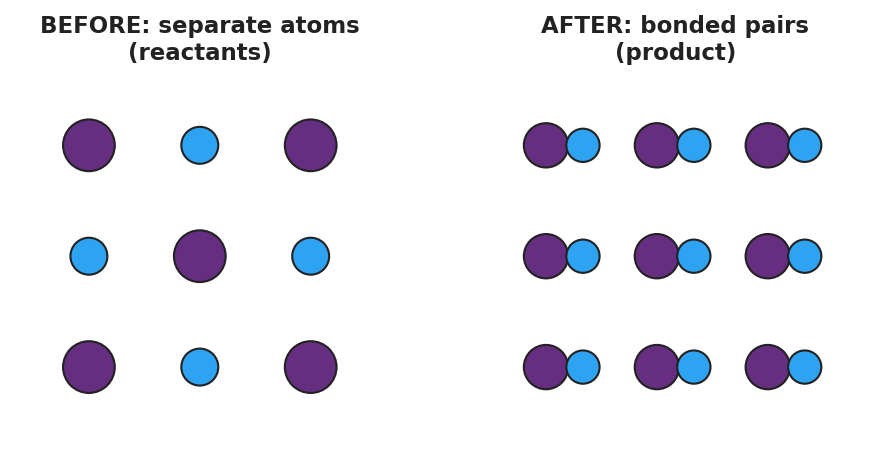 BEFORE: separate atoms
(reactants)
AFTER: bonded pairs
(product)